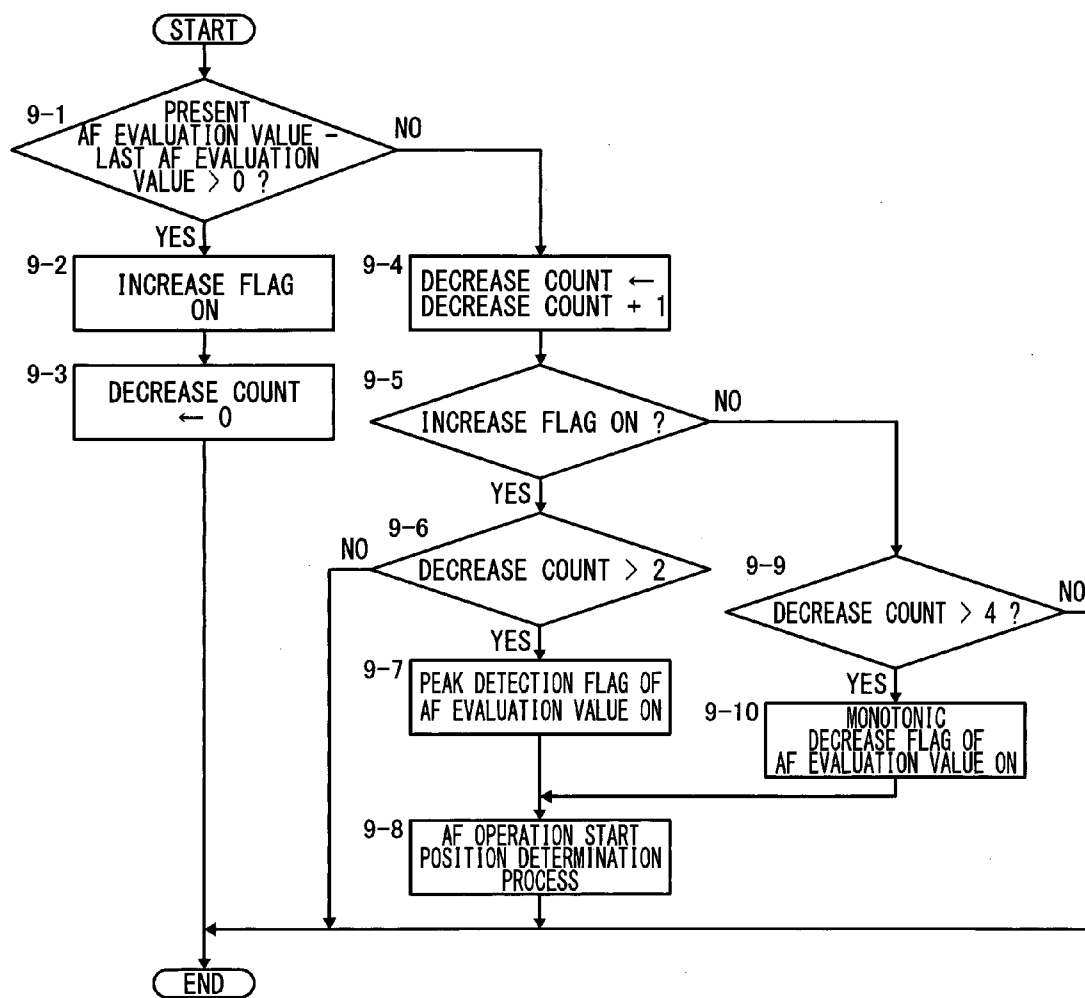 START
9-1
PRESENT
AF EVALUATION VALUE -
LAST AF EVALUATION
VALUE > 0 ?
NO
YES
9-2
INCREASE FLAG
ON
9-3
DECREASE COUNT
← 0
9-4
DECREASE COUNT ←
DECREASE COUNT + 1
9-5
INCREASE FLAG ON ?
NO
YES
9-6
NO
DECREASE COUNT > 2
YES
9-9
DECREASE COUNT > 4 ?
NO
YES
9-7
PEAK DETECTION FLAG OF
AF EVALUATION VALUE ON
9-10
MONOTONIC
DECREASE FLAG OF
AF EVALUATION VALUE ON
9-8
AF OPERATION START
POSITION DETERMINATION
PROCESS
END